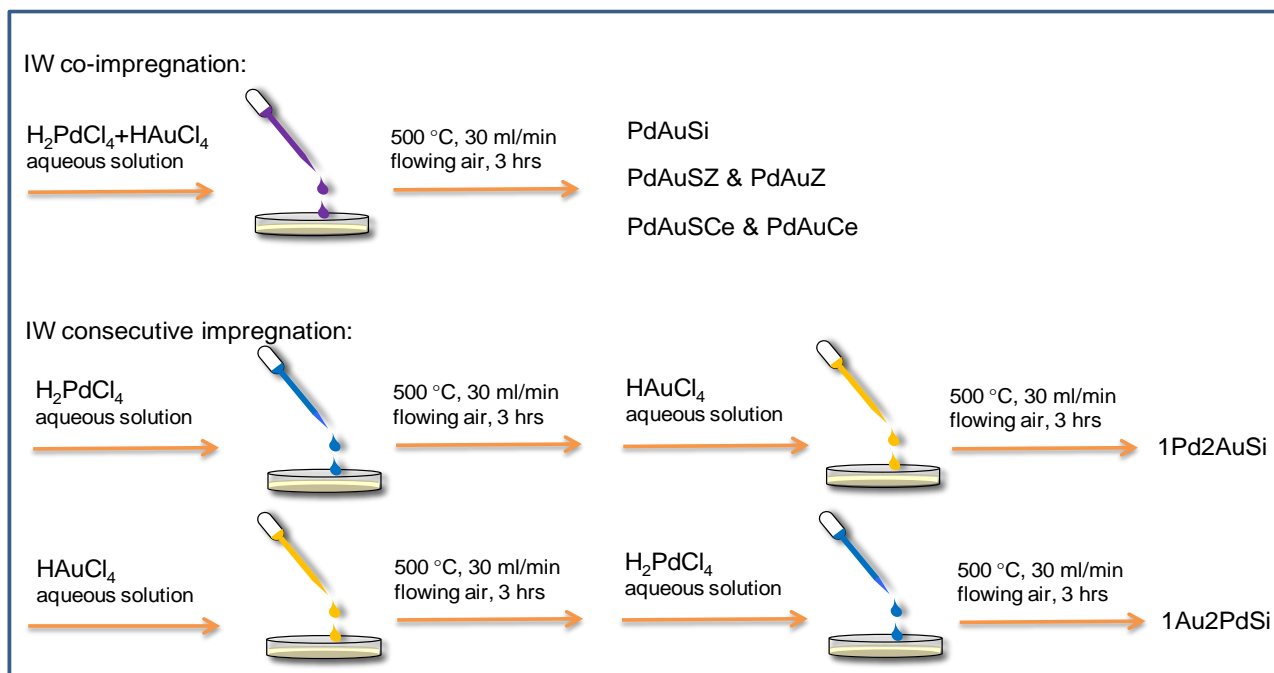 IW co-impregnation:
H₂PdCl₄+HAuCl₄
aqueous solution
500 °C, 30 ml/min
flowing air, 3 hrs
PdAuSi
PdAuSZ & PdAuZ
PdAuSCe & PdAuCe
IW consecutive impregnation:
H₂PdCl₄
aqueous solution
500 °C, 30 ml/min
flowing air, 3 hrs
HAuCl₄
aqueous solution
500 °C, 30 ml/min
flowing air, 3 hrs
1Pd2AuSi
HAuCl₄
aqueous solution
500 °C, 30 ml/min
flowing air, 3 hrs
H₂PdCl₄
aqueous solution
500 °C, 30 ml/min
flowing air, 3 hrs
1Au2PdSi